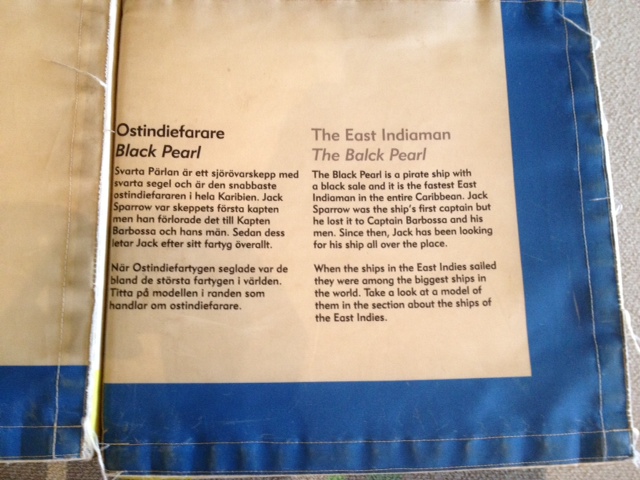 Ostindiefarare
Black Pearl
Svarta Pärlan är ett sjörövarskepp med
svarta segel och är den snabbaste
ostindiefararen i hela Karibien. Jack
Sparrow var skeppets första kapten
men han förlorade det till Kapten
Barbossa och hans män. Sedan dess
letar Jack efter sitt fartyg överallt.
När Ostindiefartygen seglade var de
bland de största fartygen i världen.
Titta på modellen i randen som
handlar om ostindiefarare.
The East Indiaman
The Balck Pearl
The Black Pearl is a pirate ship with
a black sale and it is the fastest East
Indiaman in the entire Caribbean. Jack
Sparrow was the ship's first captain but
he lost it to Captain Barbossa and his
men. Since then, Jack has been looking
for his ship all over the place.
When the ships in the East Indies sailed
they were among the biggest ships in
the world. Take a look at a model of
them in the section about the ships of
the East Indies.